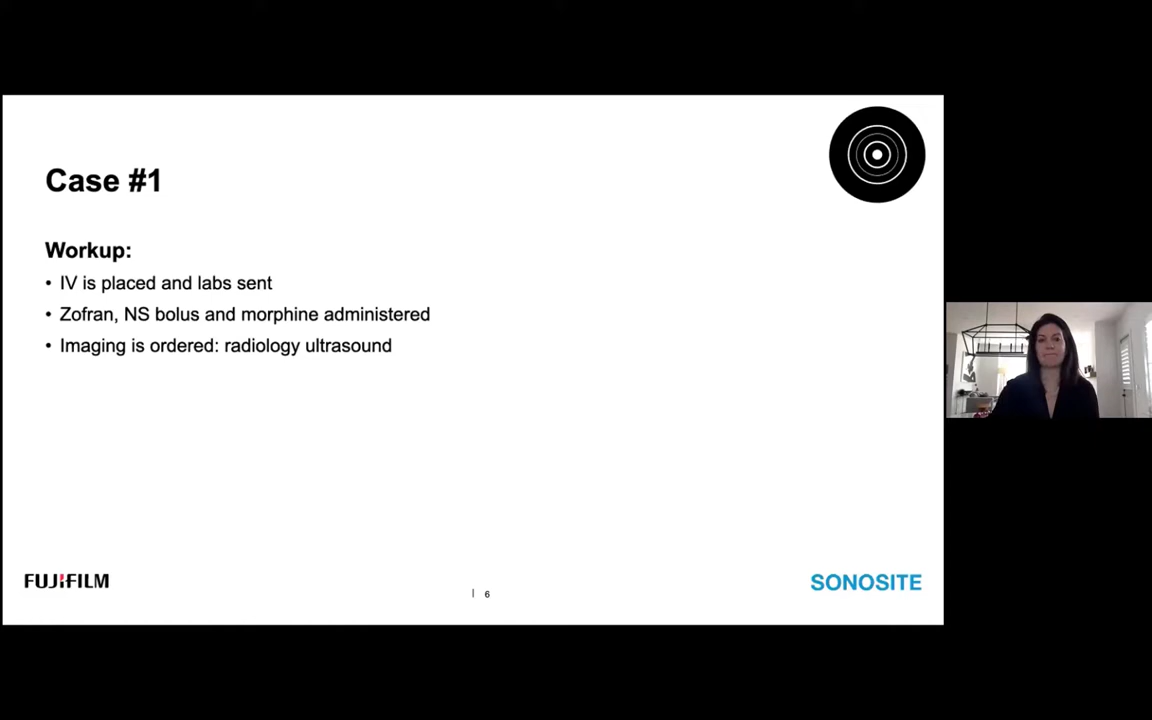 Case #1
Workup:
• IV is placed and labs sent
• Zofran, NS bolus and morphine administered
• Imaging is ordered: radiology ultrasound
FUJIFILM
| 6
SONOSITE